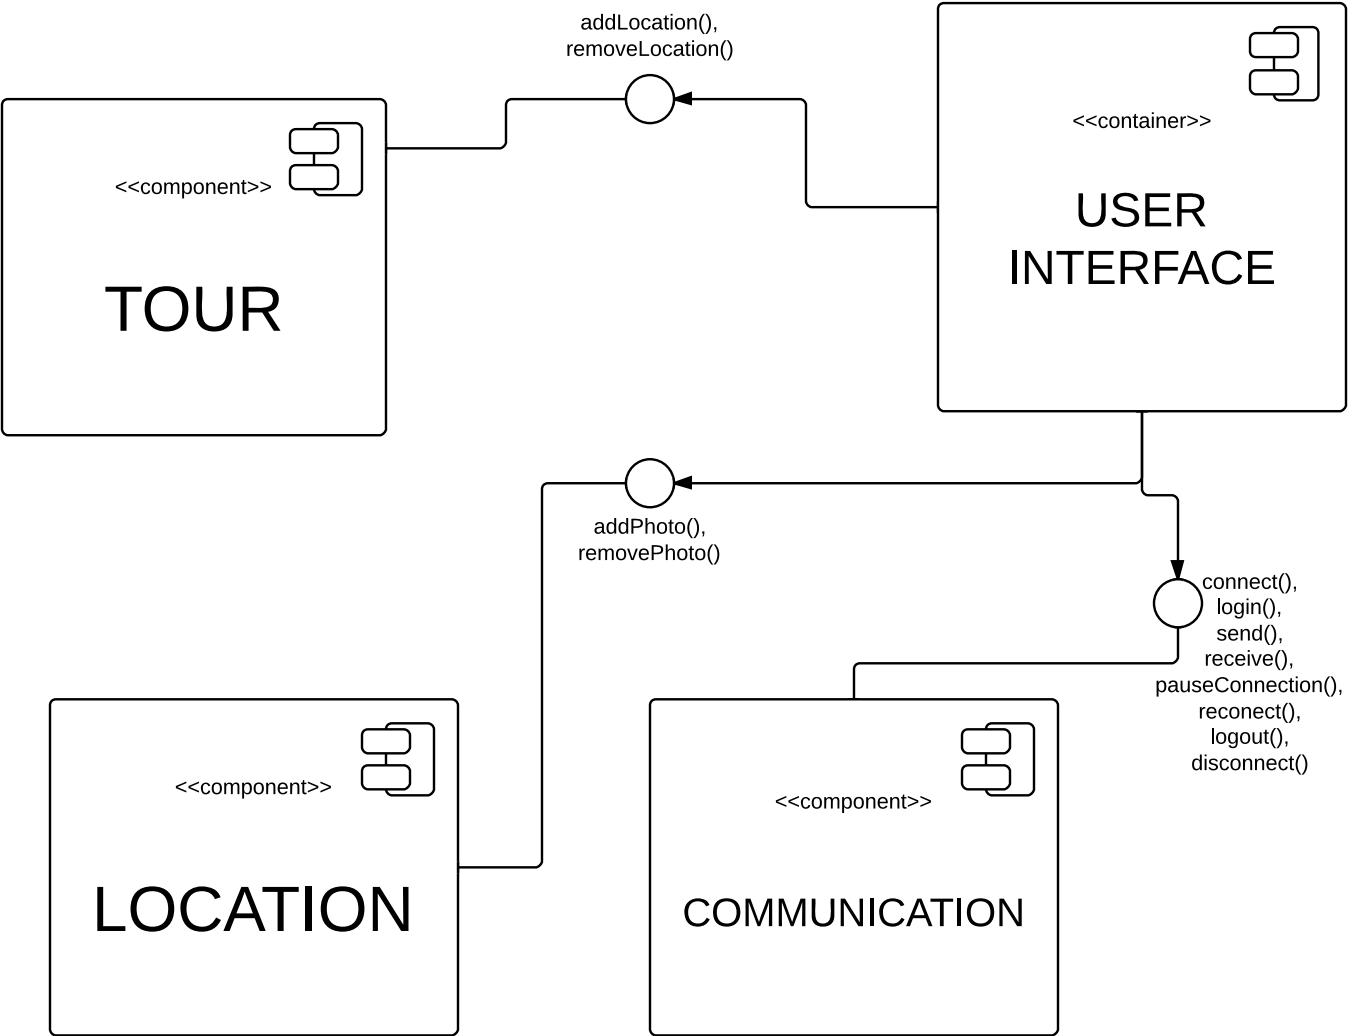 addLocation(),
removeLocation()
<<container>>
USER
INTERFACE
<<component>>
TOUR
addPhoto(),
removePhoto()
connect(),
login(),
send(),
receive(),
pauseConnection(),
reconect(),
logout(),
disconnect()
<<component>>
LOCATION
<<component>>
COMMUNICATION